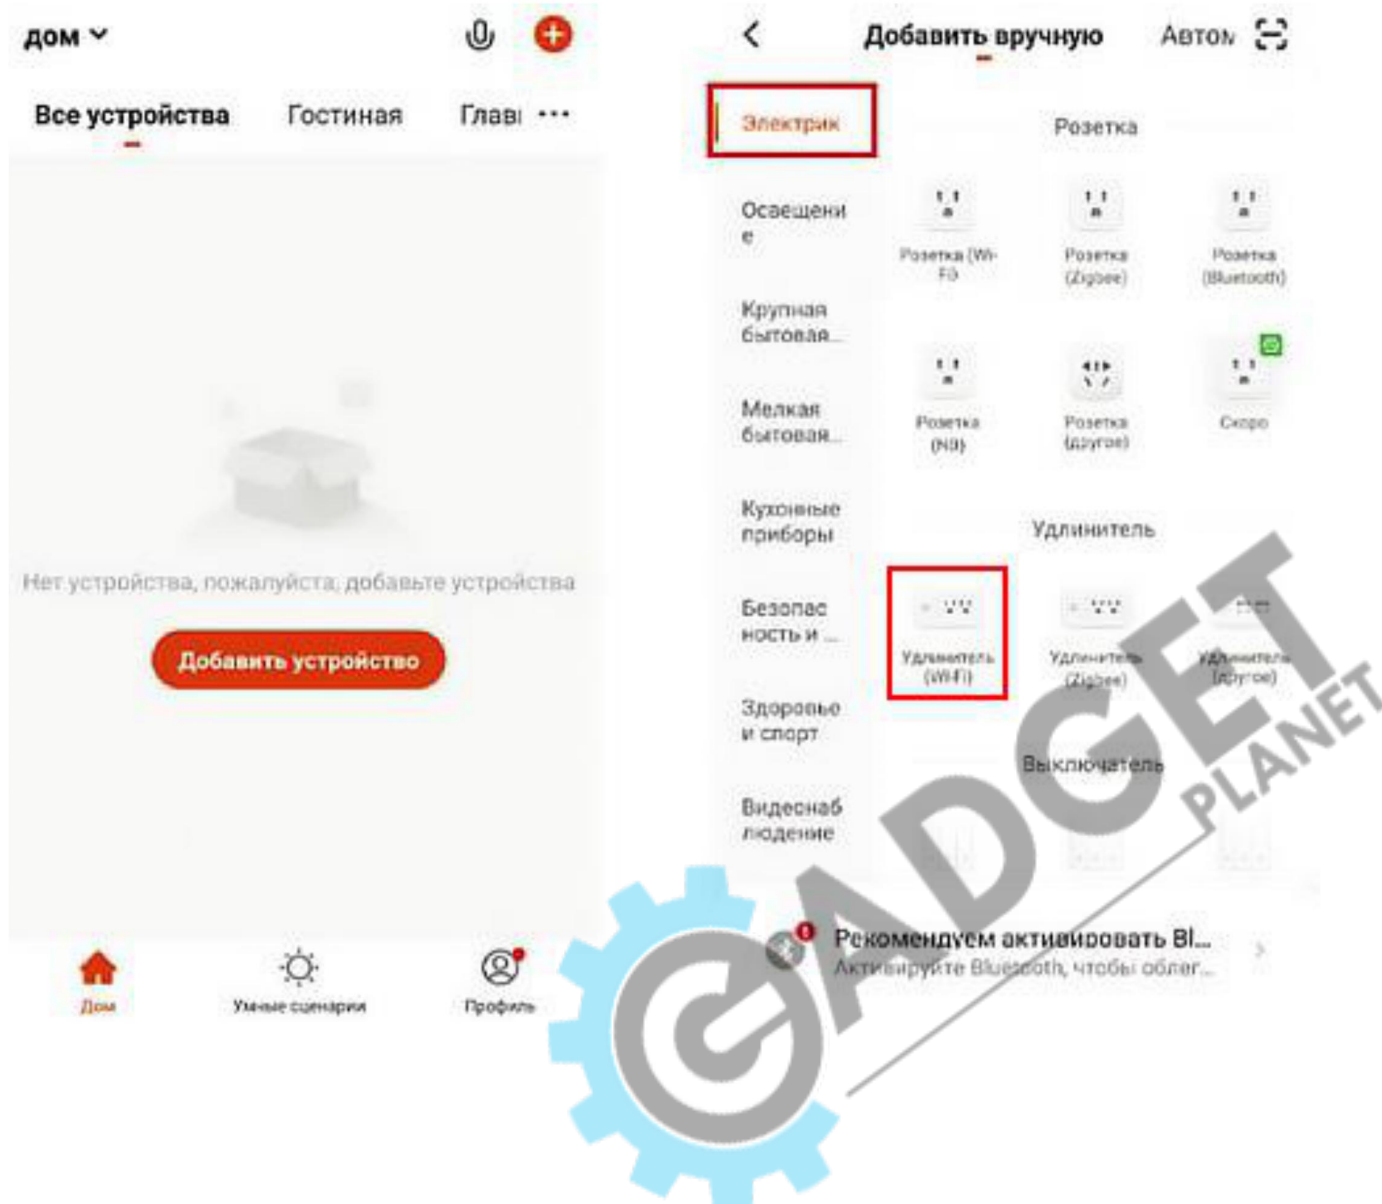 дом
Все устройства Гостиная Главн ...
Нет устройства, пожалуйста, добавьте устройства
Добавить устройство
Дом Умные сценарии Профиль
Добавить вручную Автом
Электрик
Освещени
е
Крупная
бытовая...
Мелкая
бытовая...
Кухонные
приборы
Безопас
ность и ...
Здоровье
и спорт
Видеонаб
людение
Розетка
Розетка (Wi-
Fi)
Розетка
(Zigbee)
Розетка
(Bluetooth)
Розетка
(NB)
Розетка
(другое)
Скоро
Удлинитель
Удлинитель
(Wi-Fi)
Удлинитель
(Zigbee)
Удлинитель
(другое)
Выключатель
Рекомендуем активировать Bl...
Активируйте Bluetooth, чтобы облег...
GADGET
PLANET